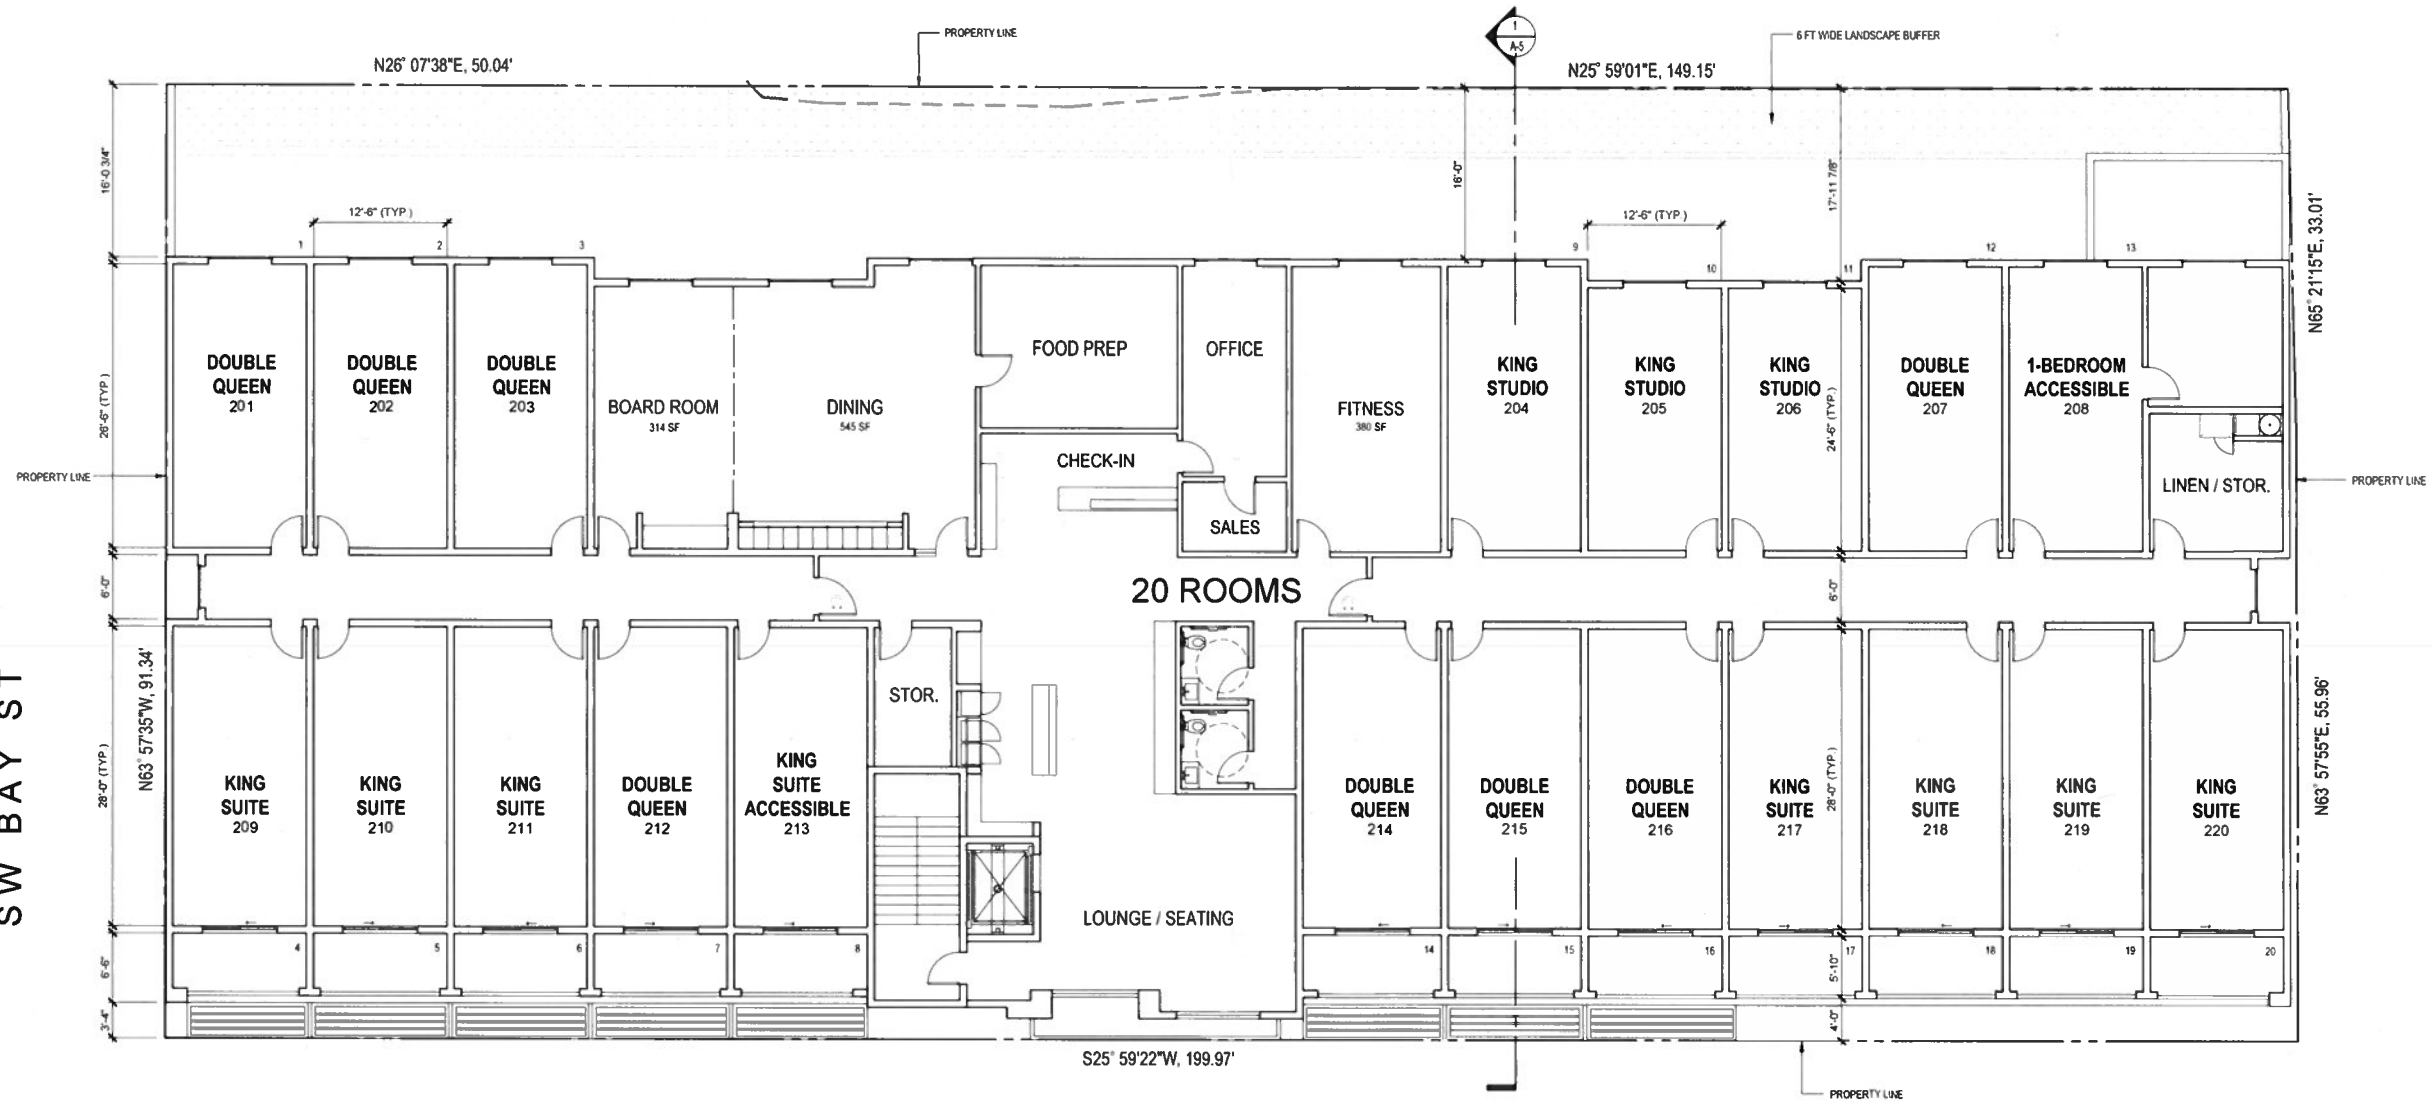 1
A-5
PROPERTY LINE
6 FT WIDE LANDSCAPE BUFFER
N26° 07'38"E, 50.04'
N25° 59'01"E, 149.15'
16'-0 3/4"
16'-0"
17'-11 7/8"
12'-6" (TYP.)
12'-6" (TYP.)
N65° 21'15"E, 33.01'
1
2
3
9
10
11
12
13
DOUBLE
QUEEN
201
DOUBLE
QUEEN
202
DOUBLE
QUEEN
203
BOARD ROOM
314 SF
DINING
545 SF
FOOD PREP
OFFICE
CHECK-IN
SALES
FITNESS
380 SF
KING
STUDIO
204
KING
STUDIO
205
KING
STUDIO
206
DOUBLE
QUEEN
207
1-BEDROOM
ACCESSIBLE
208
LINEN / STOR.
26'-6" (TYP.)
24'-6" (TYP.)
PROPERTY LINE
PROPERTY LINE
6'-0"
20 ROOMS
6'-0"
SW BAY ST
N63° 57'35"W, 91.34'
28'-0" (TYP.)
STOR.
KING
SUITE
209
KING
SUITE
210
KING
SUITE
211
DOUBLE
QUEEN
212
KING
SUITE
ACCESSIBLE
213
LOUNGE / SEATING
DOUBLE
QUEEN
214
DOUBLE
QUEEN
215
DOUBLE
QUEEN
216
KING
SUITE
217
KING
SUITE
218
KING
SUITE
219
KING
SUITE
220
28'-0" (TYP.)
N63° 57'55"E, 55.96'
4
5
6
7
8
14
15
16
17
18
19
20
6'-6"
5'-10"
3'-4"
4'-0"
S25° 59'22"W, 199.97'
PROPERTY LINE